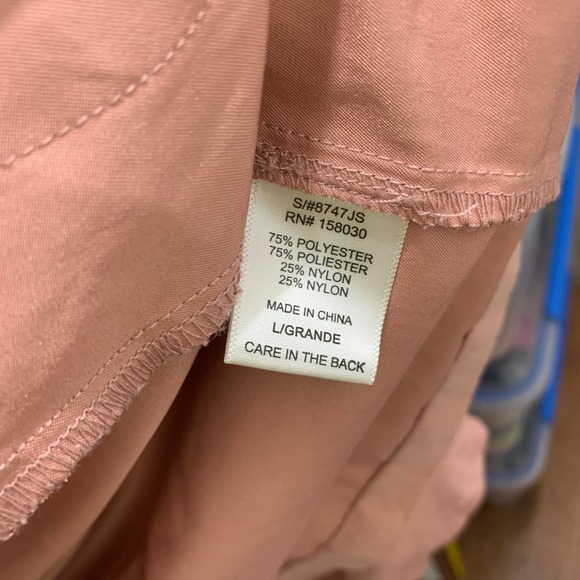 S/#8747JS
RN# 158030
75% POLYESTER
75% POLIESTER
25% NYLON
25% NYLON
MADE IN CHINA
L/GRANDE
CARE IN THE BACK